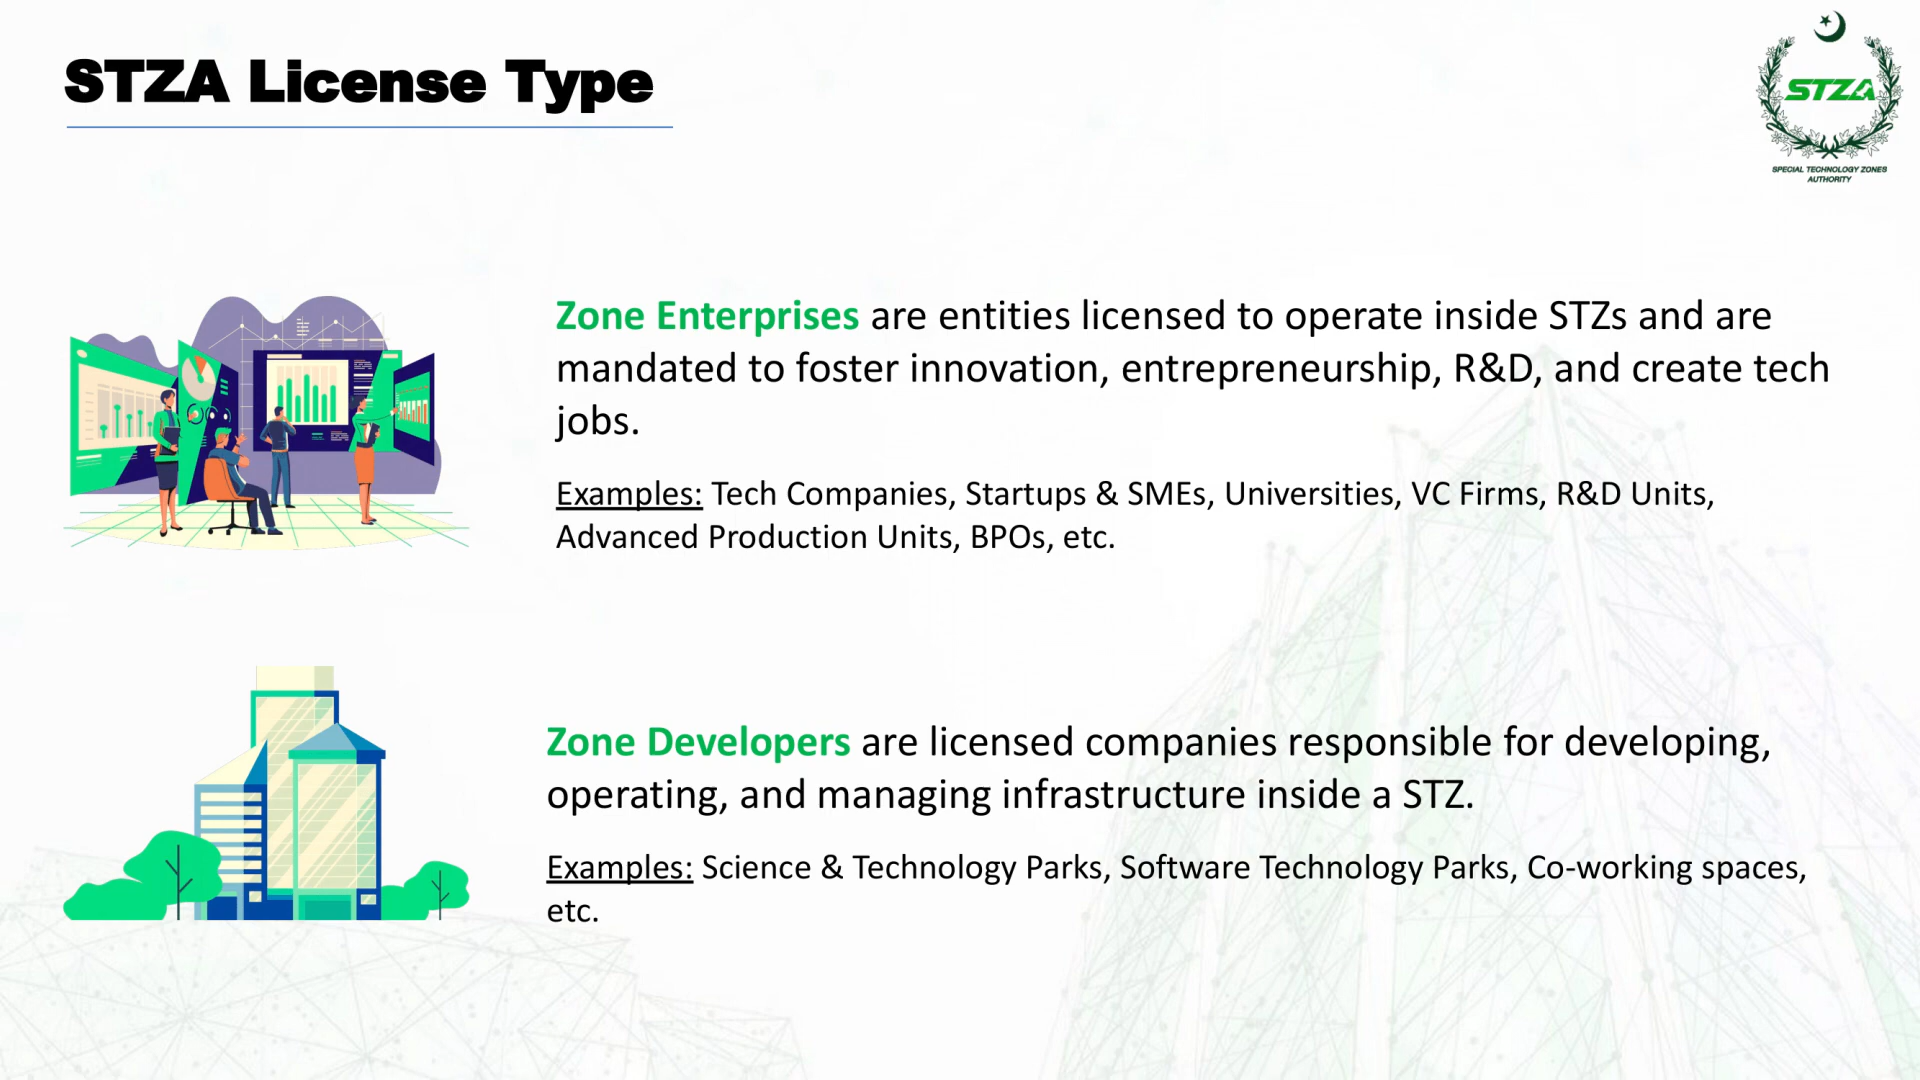 STZA License Type
STZA
SPECIAL TECHNOLOGY ZONES
AUTHORITY
Zone Enterprises are entities licensed to operate inside STZs and are
mandated to foster innovation, entrepreneurship, R&D, and create tech
jobs.
Examples: Tech Companies, Startups & SMEs, Universities, VC Firms, R&D Units,
Advanced Production Units, BPOs, etc.
Zone Developers are licensed companies responsible for developing,
operating, and managing infrastructure inside a STZ.
Examples: Science & Technology Parks, Software Technology Parks, Co-working spaces,
etc.